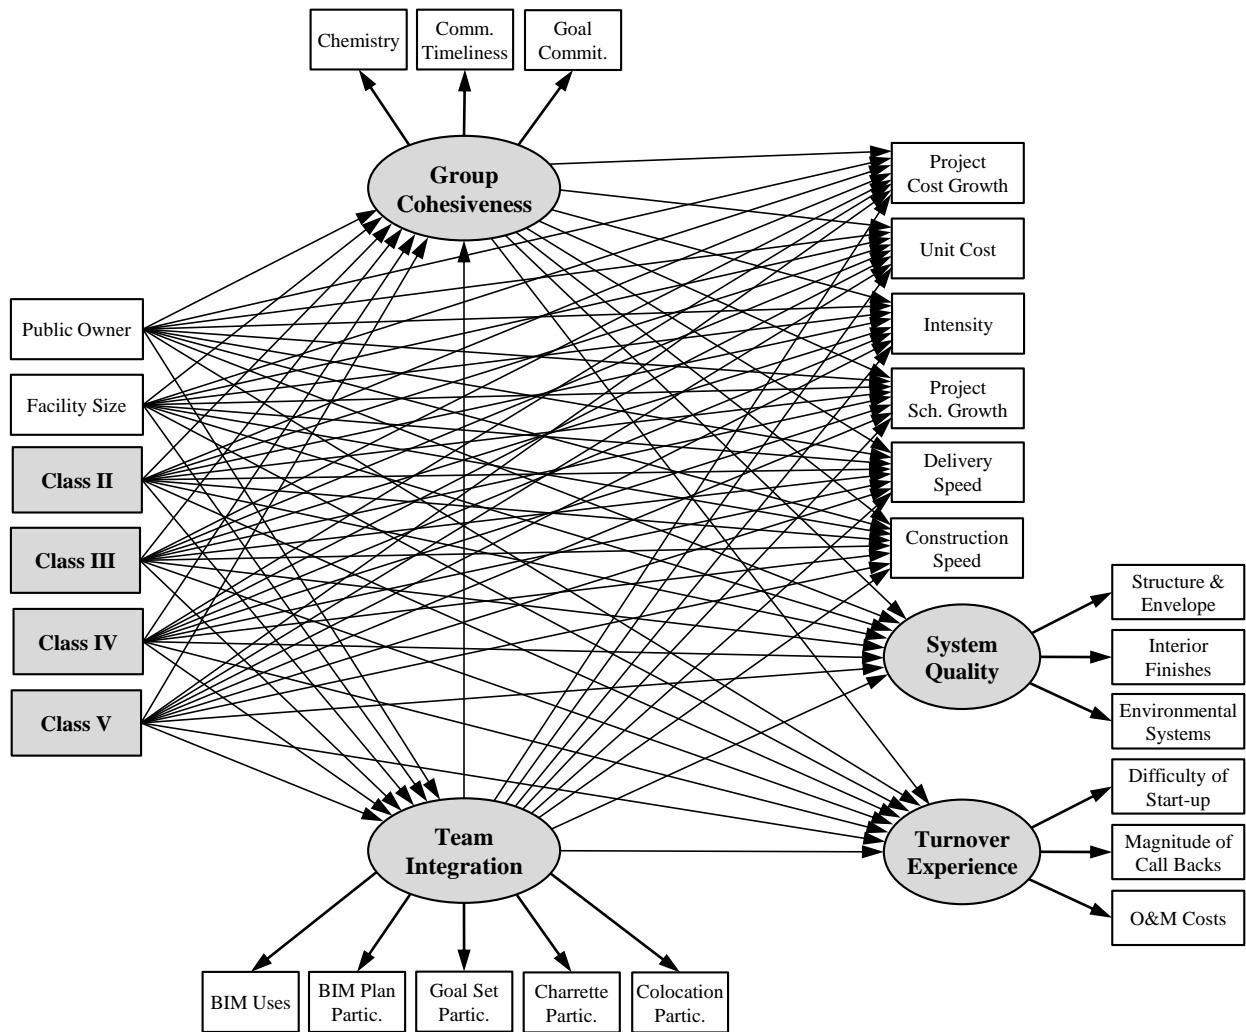 Chemistry
Comm.
Timeliness
Goal
Commit.
Group
Cohesiveness
Project
Cost Growth
Unit Cost
Intensity
Project
Sch. Growth
Delivery
Speed
Construction
Speed
Public Owner
Facility Size
Class II
Class III
Class IV
Class V
System
Quality
Structure &
Envelope
Interior
Finishes
Environmental
Systems
Team
Integration
Turnover
Experience
Difficulty of
Start-up
Magnitude of
Call Backs
O&M Costs
BIM Uses
BIM Plan
Partic.
Goal Set
Partic.
Charrette
Partic.
Colocation
Partic.